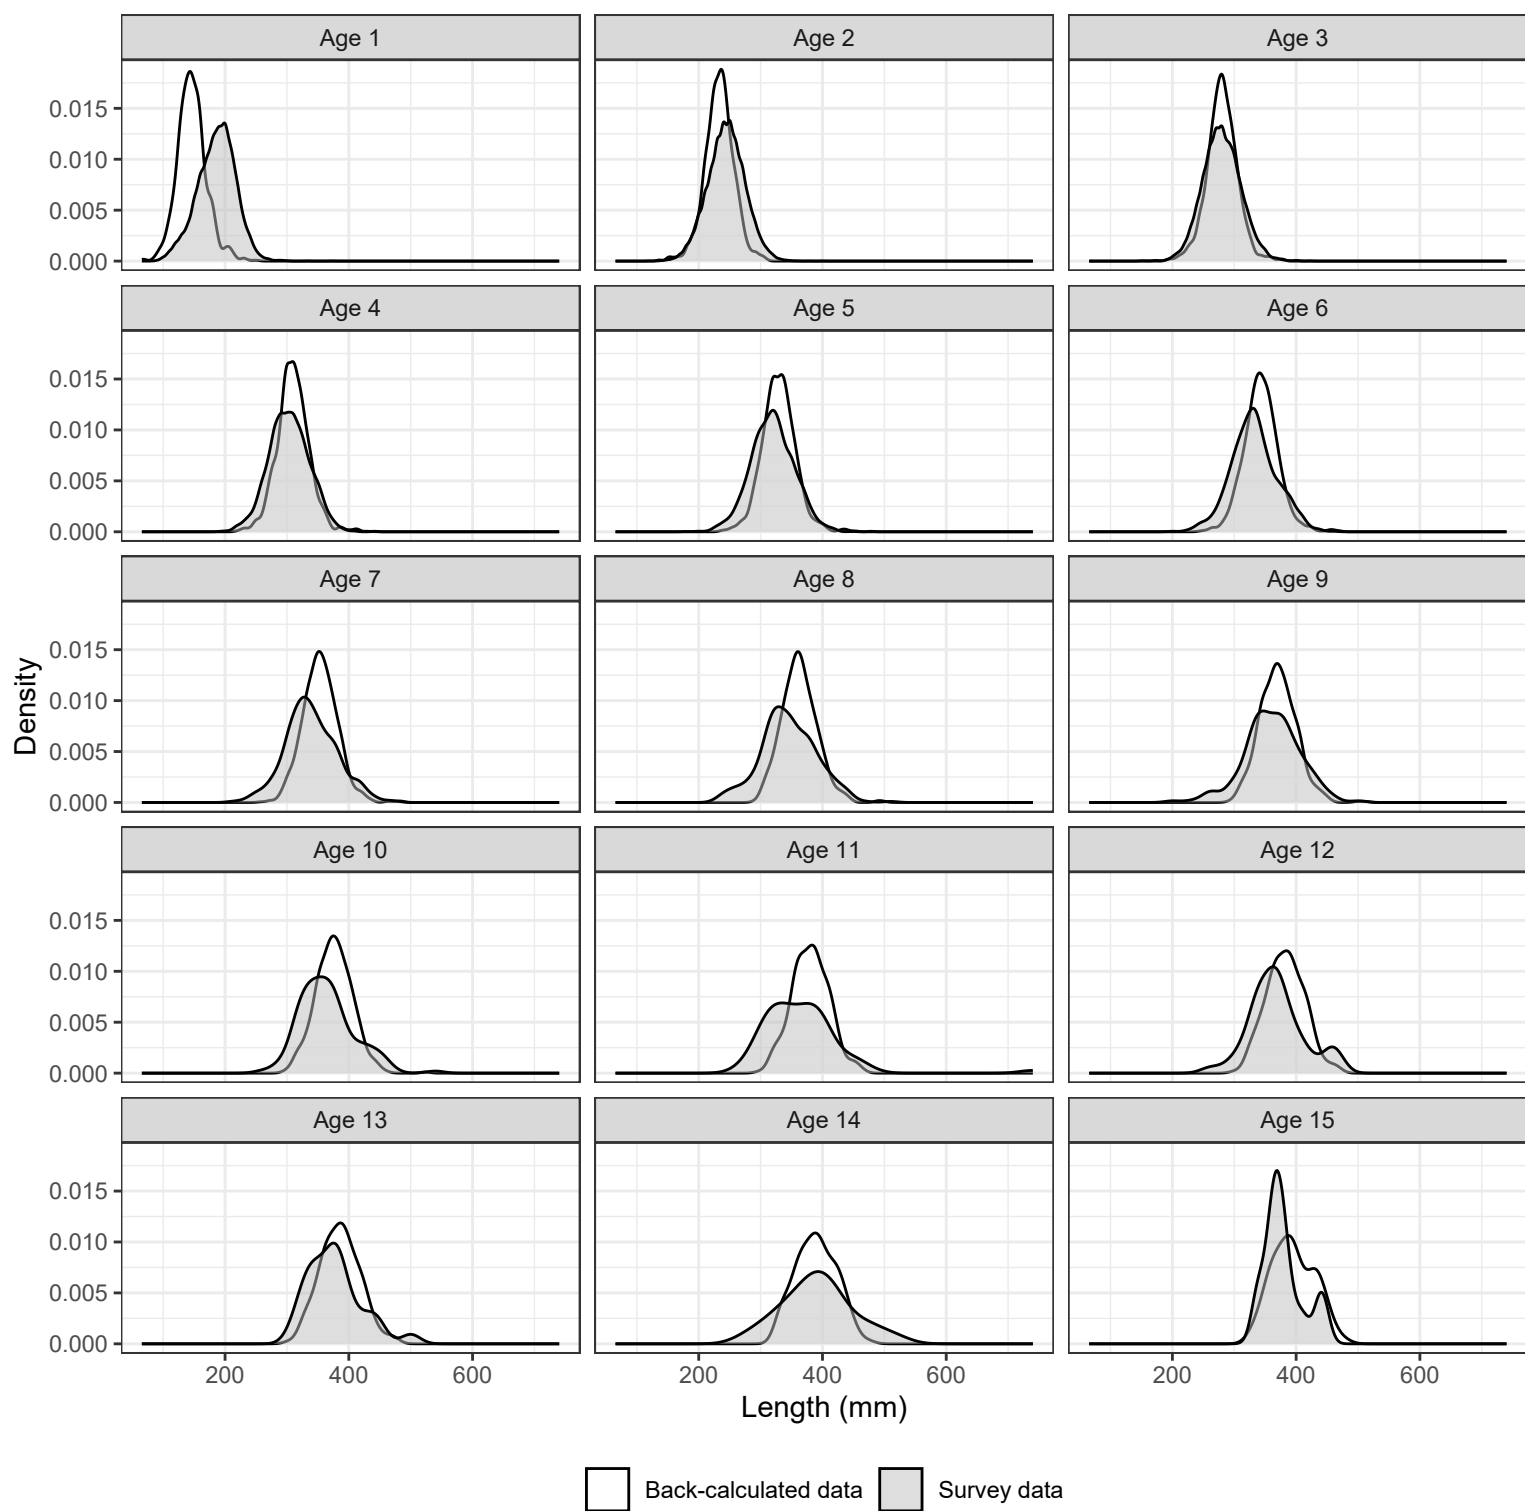 Age 1 Age 2 Age 3
0.015
0.010
0.005
0.000
Age 4 Age 5 Age 6
0.015
0.010
0.005
0.000
Age 7 Age 8 Age 9
0.015
0.010
0.005
0.000
Density
Age 10 Age 11 Age 12
0.015
0.010
0.005
0.000
Age 13 Age 14 Age 15
0.015
0.010
0.005
0.000
200 400 600 200 400 600 200 400 600
Length (mm)
Back-calculated data Survey data